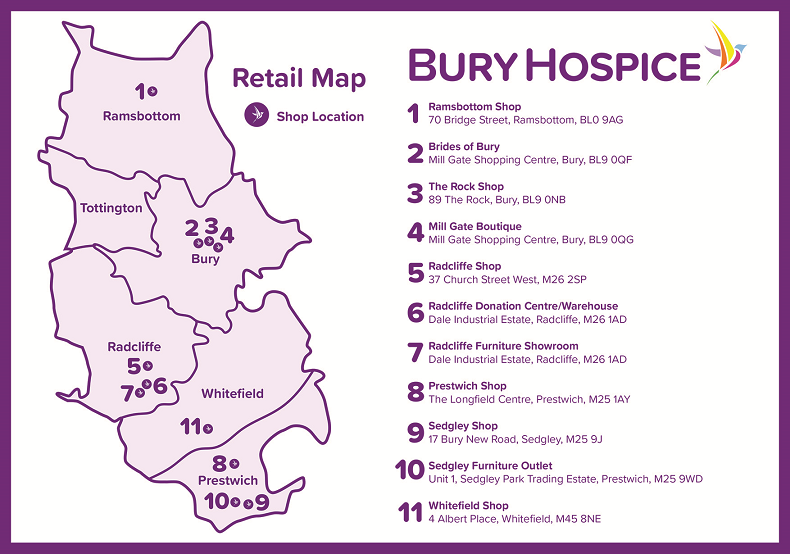 Retail Map
Shop Location
1
Ramsbottom
Tottington
2 3 4
Bury
Radcliffe
5
7 6
Whitefield
11
8
Prestwich
10 9
BURY HOSPICE
1 Ramsbottom Shop
70 Bridge Street, Ramsbottom, BL0 9AG
2 Brides of Bury
Mill Gate Shopping Centre, Bury, BL9 0QF
3 The Rock Shop
89 The Rock, Bury, BL9 0NB
4 Mill Gate Boutique
Mill Gate Shopping Centre, Bury, BL9 0QG
5 Radcliffe Shop
37 Church Street West, M26 2SP
6 Radcliffe Donation Centre/Warehouse
Dale Industrial Estate, Radcliffe, M26 1AD
7 Radcliffe Furniture Showroom
Dale Industrial Estate, Radcliffe, M26 1AD
8 Prestwich Shop
The Longfield Centre, Prestwich, M25 1AY
9 Sedgley Shop
17 Bury New Road, Sedgley, M25 9J
10 Sedgley Furniture Outlet
Unit 1, Sedgley Park Trading Estate, Prestwich, M25 9WD
11 Whitefield Shop
4 Albert Place, Whitefield, M45 8NE